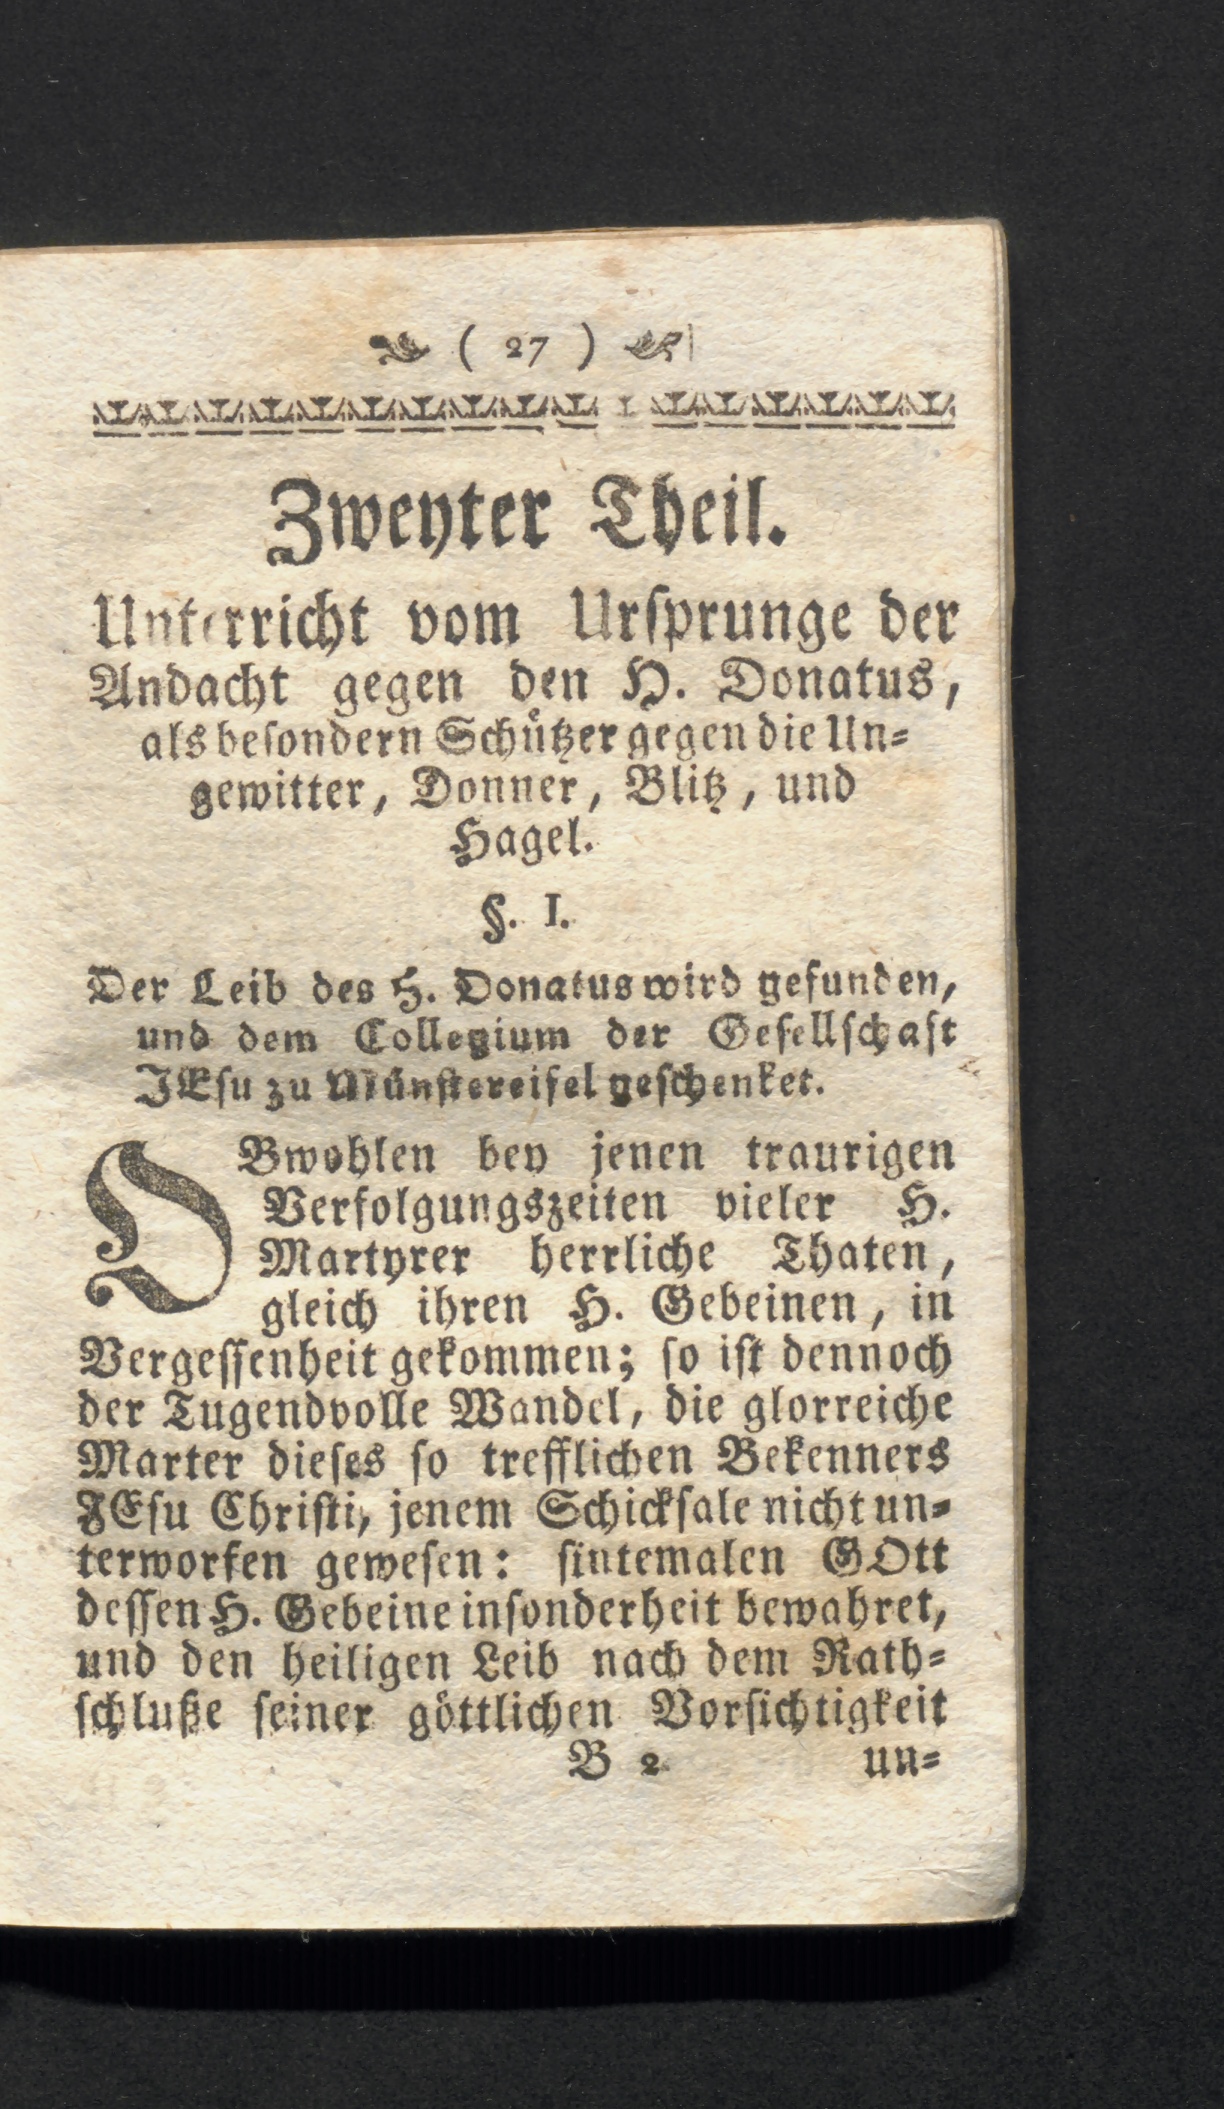 ( 27 )
Zweyter Theil.
Unterricht vom Urſprunge der
Andacht gegen den H. Donatus,
als beſondern Schützer gegen die Un-
gewitter, Donner, Blitz, und
Hagel.
§. I.
Der Leib des H. Donatus wird gefunden,
und dem Collegium der Geſellſchaft
JEſu zu Münſtereifel geſchenket.
OBwohlen bey jenen traurigen
Verfolgungszeiten vieler H.
Martyrer herrliche Thaten,
gleich ihren H. Gebeinen, in
Vergeſſenheit gekommen; ſo iſt dennoch
der Tugendvolle Wandel, die glorreiche
Marter dieſes ſo trefflichen Bekenners
JEſu Chriſti, jenem Schickſale nicht un-
terworfen geweſen: ſintemalen GOtt
deſſen H. Gebeine inſonderheit bewahret,
und den heiligen Leib nach dem Rath-
ſchluße ſeiner göttlichen Vorſichtigkeit
B 2 un-